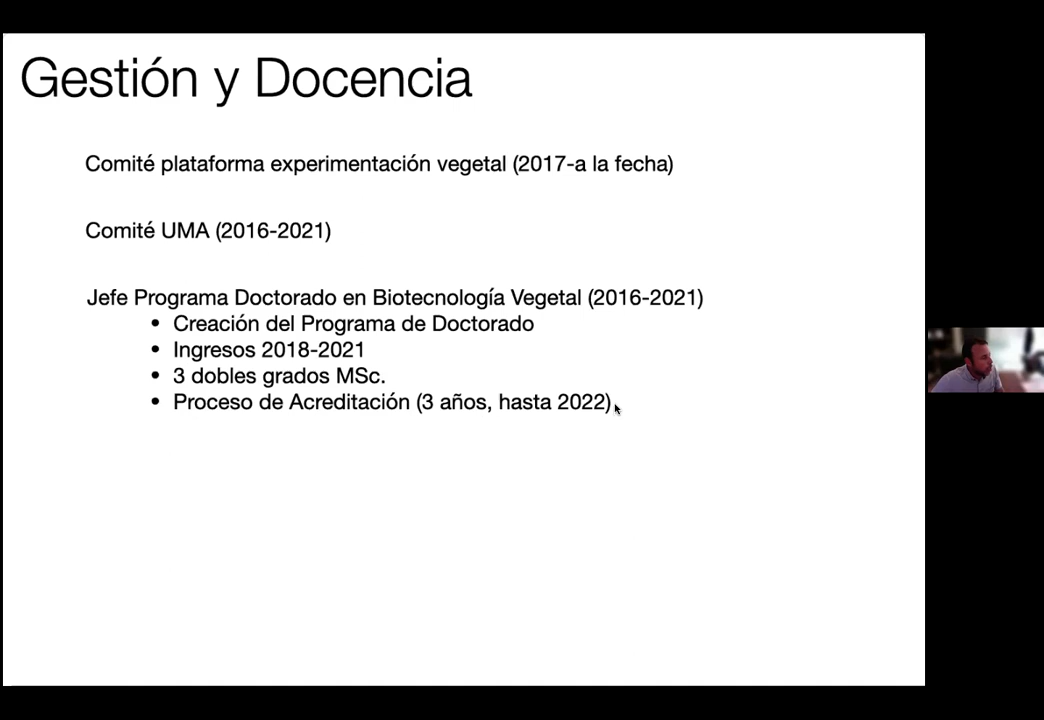 Gestión y Docencia
Comité plataforma experimentación vegetal (2017-a la fecha)
Comité UMA (2016-2021)
Jefe Programa Doctorado en Biotecnología Vegetal (2016-2021)
• Creación del Programa de Doctorado
• Ingresos 2018-2021
• 3 dobles grados MSc.
• Proceso de Acreditación (3 años, hasta 2022)